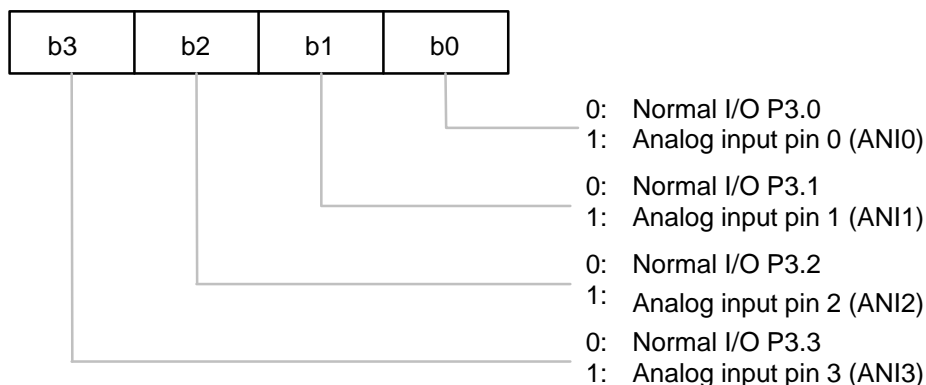 b3 b2 b1 b0
0: Normal I/O P3.0
1: Analog input pin 0 (ANI0)
0: Normal I/O P3.1
1: Analog input pin 1 (ANI1)
0: Normal I/O P3.2
1: Analog input pin 2 (ANI2)
0: Normal I/O P3.3
1: Analog input pin 3 (ANI3)